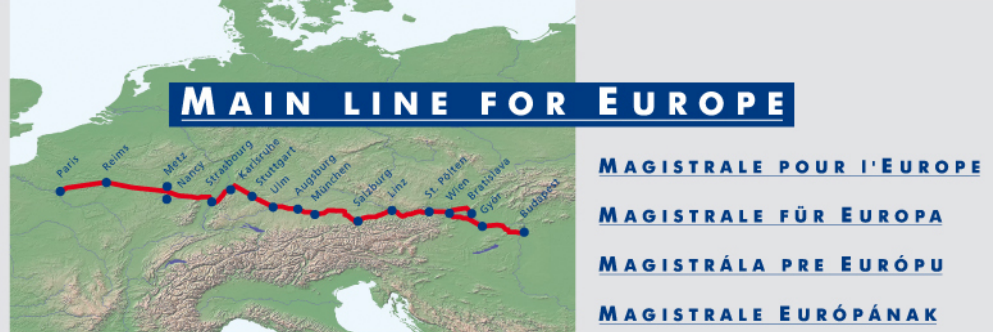 MAIN LINE FOR EUROPE
MAGISTRALE POUR l'EUROPE
MAGISTRALE FÜR EUROPA
MAGISTRÁLA PRE EURÓPU
MAGISTRALE EURÓPÁNAK
Paris
Reims
Metz
Nancy
Strasbourg
Karlsruhe
Stuttgart
Ulm
Augsburg
München
Salzburg
Linz
St. Pölten
Wien
Bratislava
Győr
Budapest